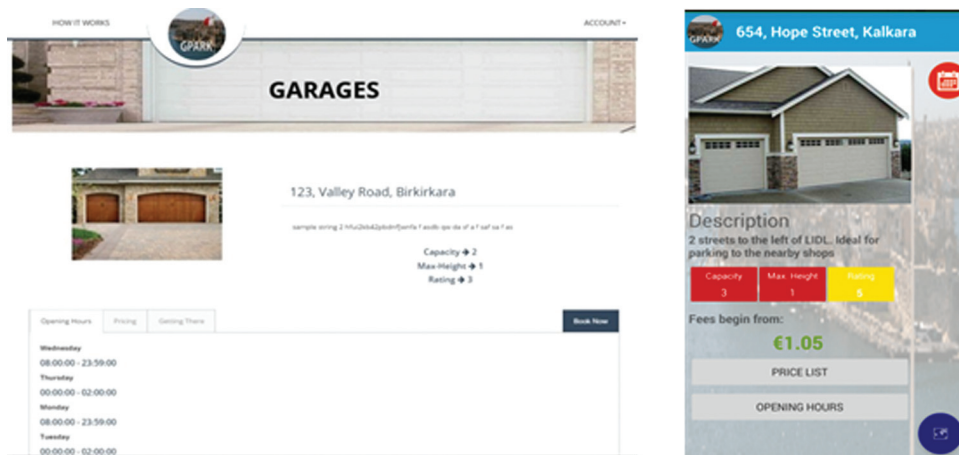 HOW IT WORKS
GPARK
ACCOUNT
GARAGES
123, Valley Road, Birkirkara
sample string 2
Capacity → 2
Max-Height → 1
Rating → 3
Opening Hours
Pricing
Getting There
Book Now
Wednesday
08:00:00 - 23:59:00
Thursday
00:00:00 - 02:00:00
Monday
08:00:00 - 23:59:00
Tuesday
00:00:00 - 02:00:00
GPARK
654, Hope Street, Kalkara
Description
2 streets to the left of LIDL. Ideal for
parking to the nearby shops
Capacity
3
Max. Height
1
Rating
5
Fees begin from:
€1.05
PRICE LIST
OPENING HOURS